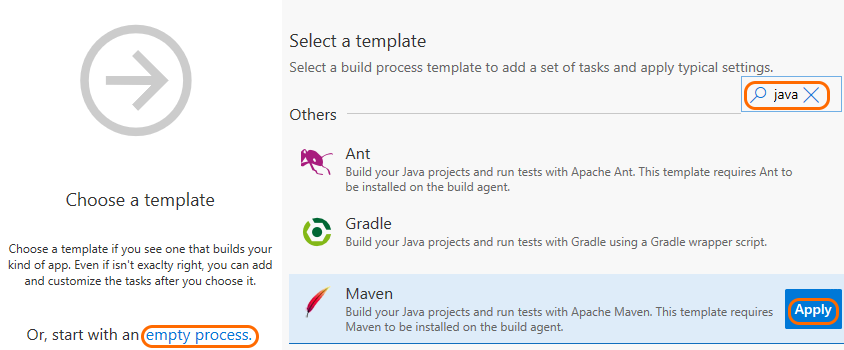 Choose a template
Choose a template if you see one that builds your
kind of app. Even if isn't exaclty right, you can add
and customize the tasks after you choose it.
Or, start with an empty process.
Select a template
Select a build process template to add a set of tasks and apply typical settings.
java
Others
Ant
Build your Java projects and run tests with Apache Ant. This template requires Ant to
be installed on the build agent.
Gradle
Build your Java projects and run tests with Gradle using a Gradle wrapper script.
Maven
Build your Java projects and run tests with Apache Maven. This template requires
Maven to be installed on the build agent.
Apply